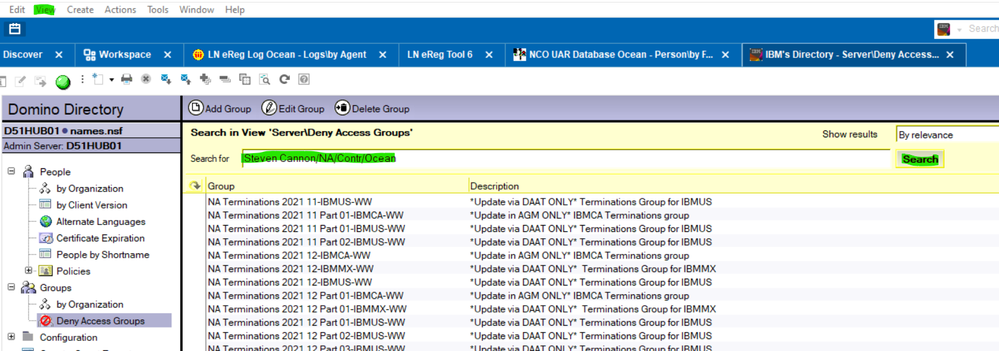 Edit View Create Actions Tools Window Help
Search
Discover Workspace LN eReg Log Ocean - Logs\by Agent LN eReg Tool 6 NCO UAR Database Ocean - Person\by F... IBM's Directory - Server\Deny Access...
Domino Directory
Add Group Edit Group Delete Group
D51HUB01 • names.nsf
Admin Server: D51HUB01
Search in View 'Server\Deny Access Groups'
Show results By relevance
Search for Steven Cannon/NA/Contr/Ocean Search
People
by Organization
by Client Version
Alternate Languages
Certificate Expiration
People by Shortname
Policies
Groups
by Organization
Deny Access Groups
Configuration
Group Description
NA Terminations 2021 11-IBMUS-WW *Update via DAAT ONLY* Terminations Group for IBMUS
NA Terminations 2021 11 Part 01-IBMCA-WW *Update in AGM ONLY* IBMCA Terminations group
NA Terminations 2021 11 Part 01-IBMUS-WW *Update via DAAT ONLY* Terminations Group for IBMUS
NA Terminations 2021 11 Part 02-IBMUS-WW *Update via DAAT ONLY* Terminations Group for IBMUS
NA Terminations 2021 12-IBMCA-WW *Update in AGM ONLY* IBMCA Terminations group
NA Terminations 2021 12-IBMMX-WW *Update via DAAT ONLY* Terminations Group for IBMMX
NA Terminations 2021 12-IBMUS-WW *Update via DAAT ONLY* Terminations Group for IBMUS
NA Terminations 2021 12 Part 01-IBMCA-WW *Update in AGM ONLY* IBMCA Terminations group
NA Terminations 2021 12 Part 01-IBMMX-WW *Update via DAAT ONLY* Terminations Group for IBMMX
NA Terminations 2021 12 Part 01-IBMUS-WW *Update via DAAT ONLY* Terminations Group for IBMUS
NA Terminations 2021 12 Part 02-IBMUS-WW *Update via DAAT ONLY* Terminations Group for IBMUS
NA Terminations 2021 12 Part 03-IBMUS-WW *Update via DAAT ONLY* Terminations Group for IBMUS